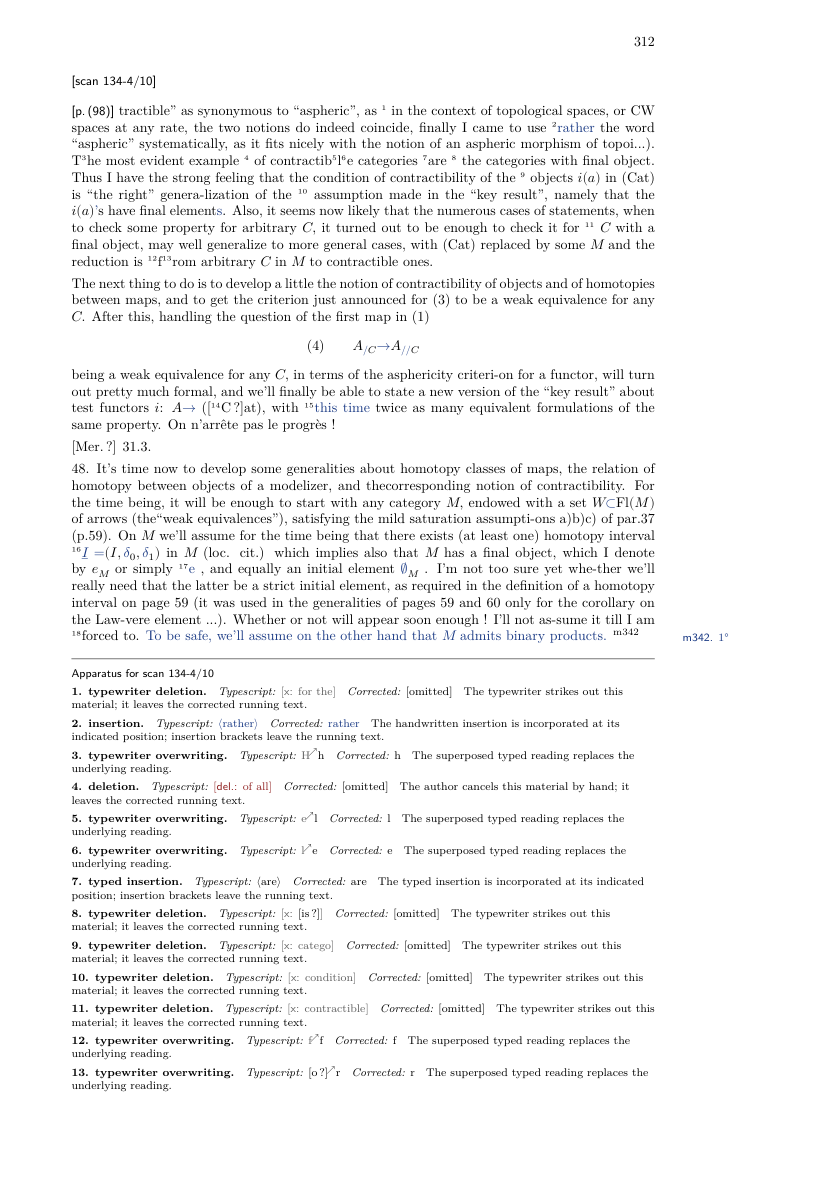 312
[scan 134-4/10]
[p. (98)] tractible” as synonymous to “aspheric”, as ¹ in the context of topological spaces, or CW
spaces at any rate, the two notions do indeed coincide, finally I came to use ²rather the word
“aspheric” systematically, as it fits nicely with the notion of an aspheric morphism of topoi...).
T³he most evident example ⁴ of contractib⁵l⁶e categories ⁷are ⁸ the categories with final object.
Thus I have the strong feeling that the condition of contractibility of the ⁹ objects i(a) in (Cat)
is “the right” genera-lization of the ¹⁰ assumption made in the “key result”, namely that the
i(a)’s have final elements. Also, it seems now likely that the numerous cases of statements, when
to check some property for arbitrary C, it turned out to be enough to check it for ¹¹ C with a
final object, may well generalize to more general cases, with (Cat) replaced by some M and the
reduction is ¹²f¹³rom arbitrary C in M to contractible ones.
The next thing to do is to develop a little the notion of contractibility of objects and of homotopies
between maps, and to get the criterion just announced for (3) to be a weak equivalence for any
C. After this, handling the question of the first map in (1)
(4) A/C→A//C
being a weak equivalence for any C, in terms of the asphericity criteri-on for a functor, will turn
out pretty much formal, and we’ll finally be able to state a new version of the “key result” about
test functors i: A→ ([¹⁴C ?]at), with ¹⁵this time twice as many equivalent formulations of the
same property. On n’arrête pas le progrès !
[Mer. ?] 31.3.
48. It’s time now to develop some generalities about homotopy classes of maps, the relation of
homotopy between objects of a modelizer, and thecorresponding notion of contractibility. For
the time being, it will be enough to start with any category M, endowed with a set W⊂Fl(M)
of arrows (the“weak equivalences”), satisfying the mild saturation assumpti-ons a)b)c) of par.37
(p.59). On M we’ll assume for the time being that there exists (at least one) homotopy interval
¹⁶I =(I, δ₀, δ₁) in M (loc. cit.) which implies also that M has a final object, which I denote
by e_M or simply ¹⁷e , and equally an initial element ∅_M . I’m not too sure yet whe-ther we’ll
really need that the latter be a strict initial element, as required in the definition of a homotopy
interval on page 59 (it was used in the generalities of pages 59 and 60 only for the corollary on
the Law-vere element ...). Whether or not will appear soon enough ! I’ll not as-sume it till I am
¹⁸forced to. To be safe, we’ll assume on the other hand that M admits binary products. m342
m342. 1°
Apparatus for scan 134-4/10
1. typewriter deletion. Typescript: [x: for the] Corrected: [omitted] The typewriter strikes out this
material; it leaves the corrected running text.
2. insertion. Typescript: ⟨rather⟩ Corrected: rather The handwritten insertion is incorporated at its
indicated position; insertion brackets leave the running text.
3. typewriter overwriting. Typescript: H↗h Corrected: h The superposed typed reading replaces the
underlying reading.
4. deletion. Typescript: [del.: of all] Corrected: [omitted] The author cancels this material by hand; it
leaves the corrected running text.
5. typewriter overwriting. Typescript: e↗l Corrected: l The superposed typed reading replaces the
underlying reading.
6. typewriter overwriting. Typescript: l↗e Corrected: e The superposed typed reading replaces the
underlying reading.
7. typed insertion. Typescript: ⟨are⟩ Corrected: are The typed insertion is incorporated at its indicated
position; insertion brackets leave the running text.
8. typewriter deletion. Typescript: [x: [is ?]] Corrected: [omitted] The typewriter strikes out this
material; it leaves the corrected running text.
9. typewriter deletion. Typescript: [x: catego] Corrected: [omitted] The typewriter strikes out this
material; it leaves the corrected running text.
10. typewriter deletion. Typescript: [x: condition] Corrected: [omitted] The typewriter strikes out this
material; it leaves the corrected running text.
11. typewriter deletion. Typescript: [x: contractible] Corrected: [omitted] The typewriter strikes out this
material; it leaves the corrected running text.
12. typewriter overwriting. Typescript: F↗f Corrected: f The superposed typed reading replaces the
underlying reading.
13. typewriter overwriting. Typescript: [o ?]↗r Corrected: r The superposed typed reading replaces the
underlying reading.